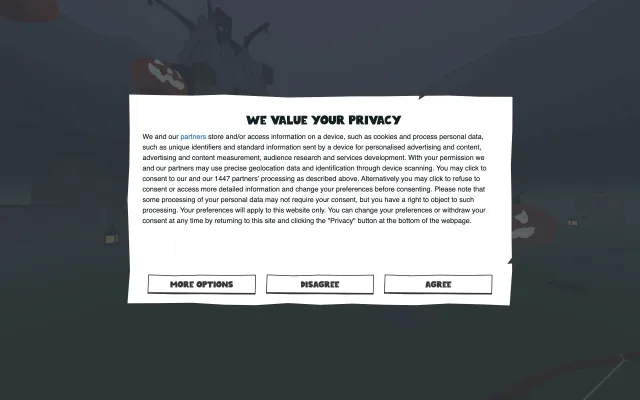 WE VALUE YOUR PRIVACY
We and our partners store and/or access information on a device, such as cookies and process personal data,
such as unique identifiers and standard information sent by a device for personalised advertising and content,
advertising and content measurement, audience research and services development. With your permission we
and our partners may use precise geolocation data and identification through device scanning. You may click to
consent to our and our 1447 partners' processing as described above. Alternatively you may click to refuse to
consent or access more detailed information and change your preferences before consenting. Please note that
some processing of your personal data may not require your consent, but you have a right to object to such
processing. Your preferences will apply to this website only. You can change your preferences or withdraw your
consent at any time by returning to this site and clicking the "Privacy" button at the bottom of the webpage.
MORE OPTIONS
DISAGREE
AGREE